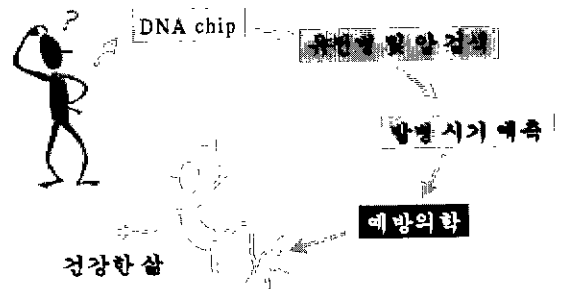 ?
DNA chip
유전병 및 암 검색
발병 시기 예측
예방의학
건강한 삶